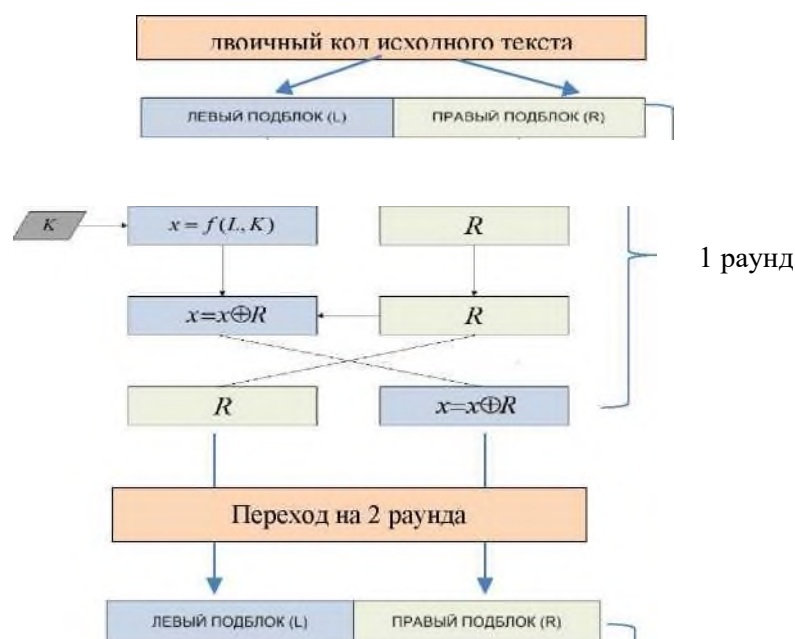 двоичный код исходного текста
ЛЕВЫЙ ПОДБЛОК (L) ПРАВЫЙ ПОДБЛОК (R)
K x = f(L, K) R
1 раунд
x=x⊕R R
R x=x⊕R
Переход на 2 раунда
ЛЕВЫЙ ПОДБЛОК (L) ПРАВЫЙ ПОДБЛОК (R)